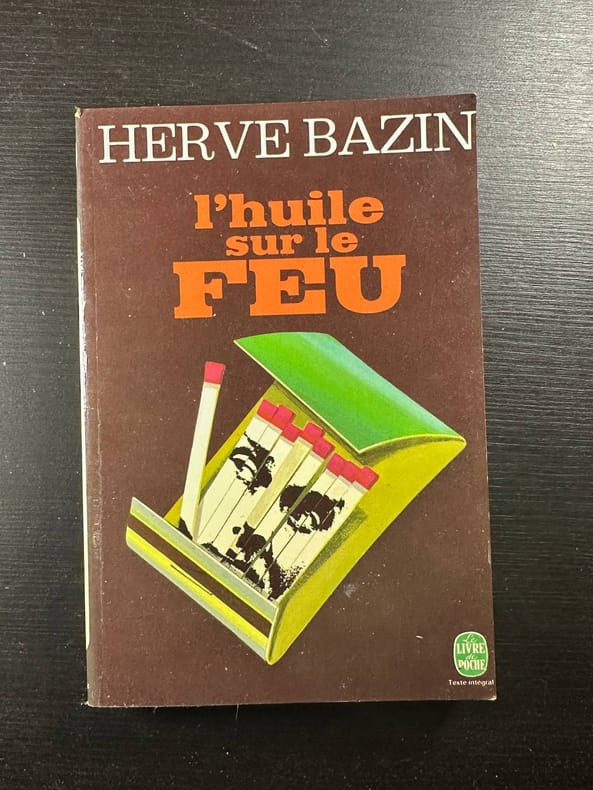 HERVE BAZIN
l'huile
sur le
FEU
Le
LIVRE
de
POCHE
Texte intégral